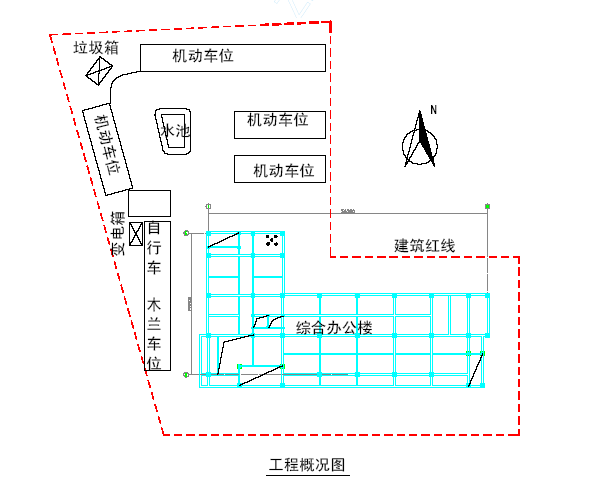 垃圾箱
机动车位
N
机动车位
机动车位
水池
机动车位
变电箱
自行车 木兰车位
建筑红线
综合办公楼
工程概况图